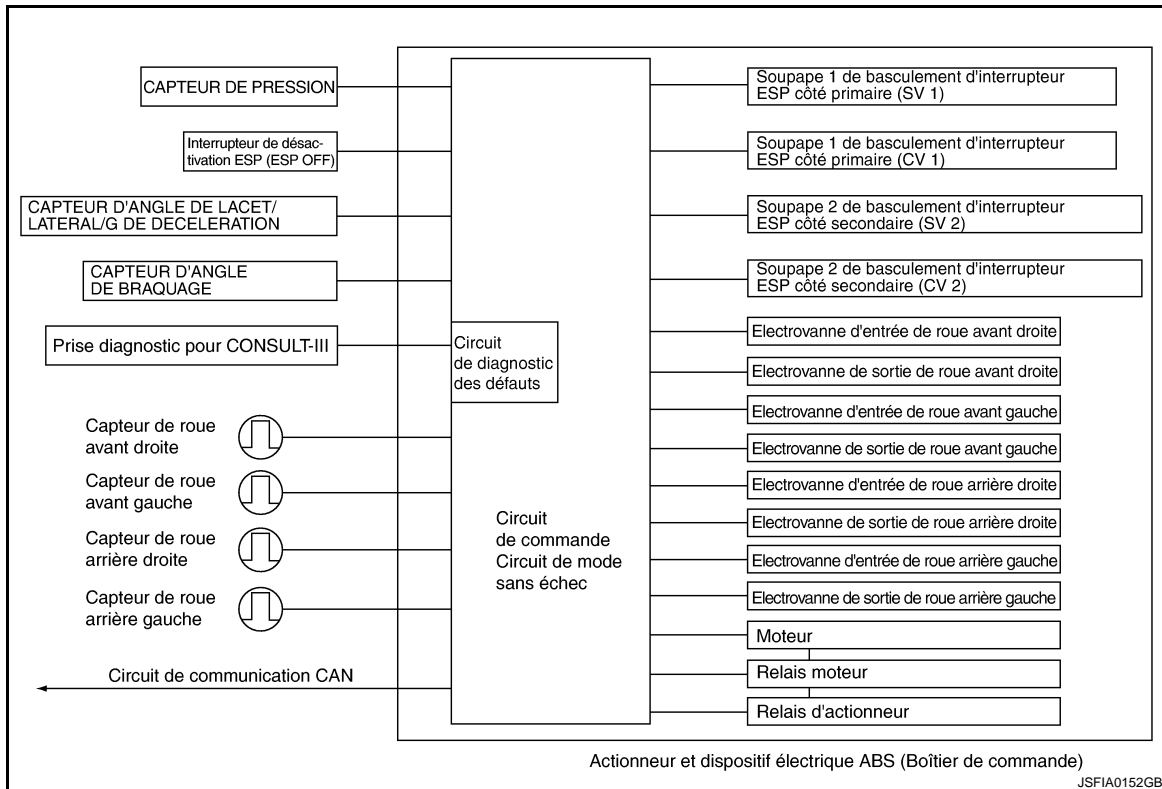 CAPTEUR DE PRESSION
Interrupteur de désac-
tivation ESP (ESP OFF)
CAPTEUR D'ANGLE DE LACET/
LATERAL/G DE DECELERATION
CAPTEUR D'ANGLE
DE BRAQUAGE
Prise diagnostic pour CONSULT-III
Capteur de roue
avant droite
Capteur de roue
avant gauche
Capteur de roue
arrière droite
Capteur de roue
arrière gauche
Circuit de communication CAN
Circuit
de diagnostic
des défauts
Circuit
de commande
Circuit de mode
sans échec
Soupape 1 de basculement d'interrupteur
ESP côté primaire (SV 1)
Soupape 1 de basculement d'interrupteur
ESP côté primaire (CV 1)
Soupape 2 de basculement d'interrupteur
ESP côté secondaire (SV 2)
Soupape 2 de basculement d'interrupteur
ESP côté secondaire (CV 2)
Electrovanne d'entrée de roue avant droite
Electrovanne de sortie de roue avant droite
Electrovanne d'entrée de roue avant gauche
Electrovanne de sortie de roue avant gauche
Electrovanne d'entrée de roue arrière droite
Electrovanne de sortie de roue arrière droite
Electrovanne d'entrée de roue arrière gauche
Electrovanne de sortie de roue arrière gauche
Moteur
Relais moteur
Relais d'actionneur
Actionneur et dispositif électrique ABS (Boîtier de commande)
JSFIA0152GB